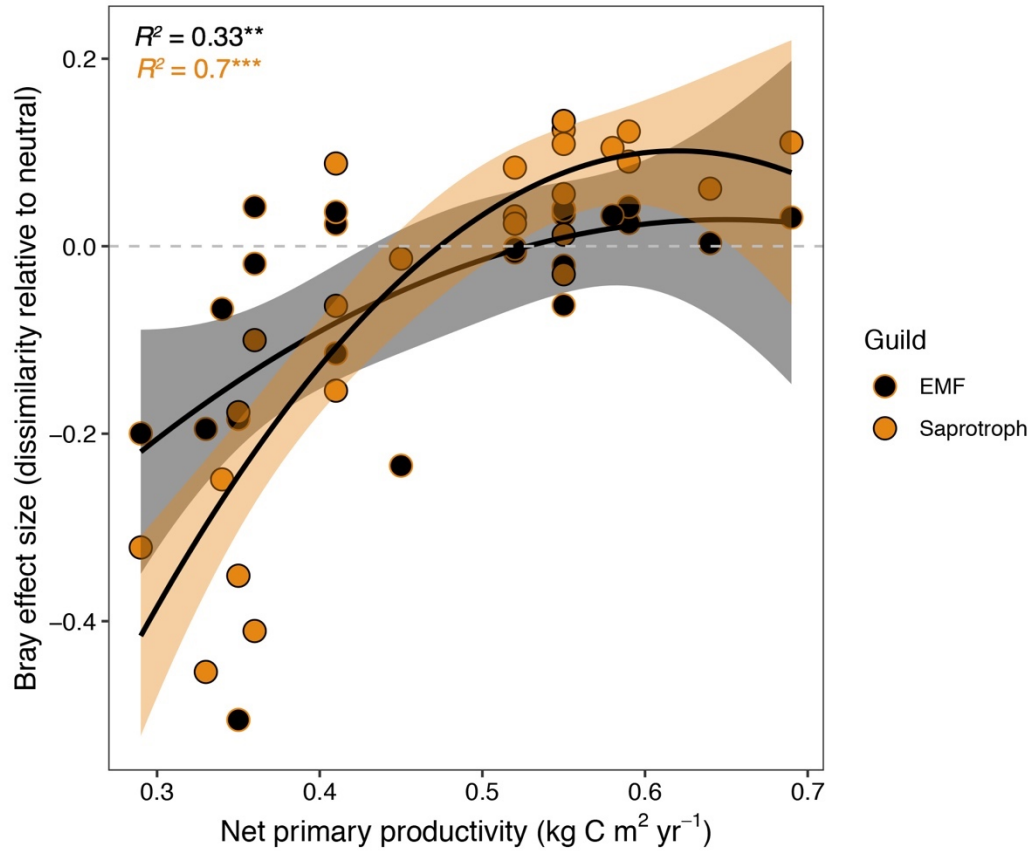 R² = 0.33**
R² = 0.7***
Bray effect size (dissimilarity relative to neutral)
0.2
0.0
−0.2
−0.4
0.3 0.4 0.5 0.6 0.7
Net primary productivity (kg C m² yr⁻¹)
Guild
EMF
Saprotroph